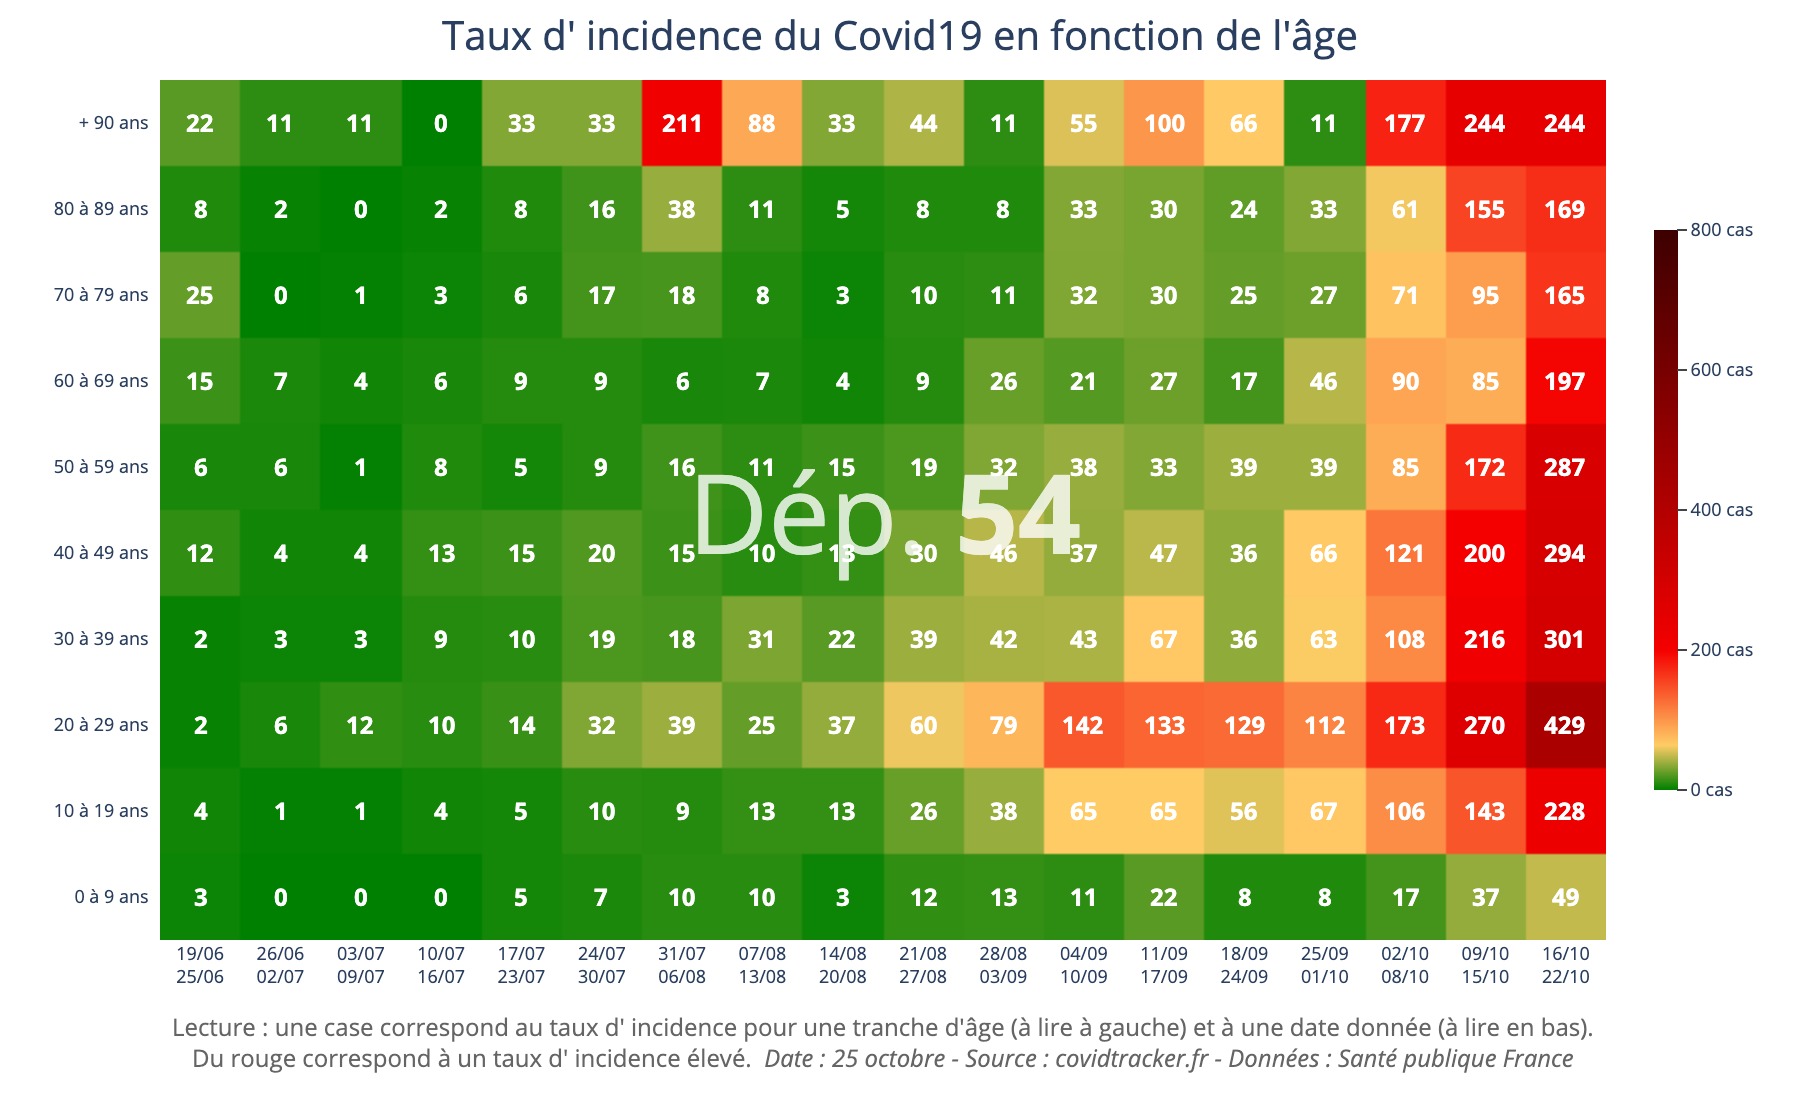 Taux d' incidence du Covid19 en fonction de l'âge
+ 90 ans 22 11 11 0 33 33 211 88 33 44 11 55 100 66 11 177 244 244
80 à 89 ans 8 2 0 2 8 16 38 11 5 8 8 33 30 24 33 61 155 169
70 à 79 ans 25 0 1 3 6 17 18 8 3 10 11 32 30 25 27 71 95 165
60 à 69 ans 15 7 4 6 9 9 6 7 4 9 26 21 27 17 46 90 85 197
50 à 59 ans 6 6 1 8 5 9 16 11 15 19 32 38 33 39 39 85 172 287
Dép. 54
40 à 49 ans 12 4 4 13 15 20 15 10 13 30 46 37 47 36 66 121 200 294
30 à 39 ans 2 3 3 9 10 19 18 31 22 39 42 43 67 36 63 108 216 301
20 à 29 ans 2 6 12 10 14 32 39 25 37 60 79 142 133 129 112 173 270 429
10 à 19 ans 4 1 1 4 5 10 9 13 13 26 38 65 65 56 67 106 143 228
0 à 9 ans 3 0 0 0 5 7 10 10 3 12 13 11 22 8 8 17 37 49
19/06 26/06 03/07 10/07 17/07 24/07 31/07 07/08 14/08 21/08 28/08 04/09 11/09 18/09 25/09 02/10 09/10 16/10
25/06 02/07 09/07 16/07 23/07 30/07 06/08 13/08 20/08 27/08 03/09 10/09 17/09 24/09 01/10 08/10 15/10 22/10
800 cas
600 cas
400 cas
200 cas
0 cas
Lecture : une case correspond au taux d' incidence pour une tranche d'âge (à lire à gauche) et à une date donnée (à lire en bas).
Du rouge correspond à un taux d' incidence élevé. Date : 25 octobre - Source : covidtracker.fr - Données : Santé publique France